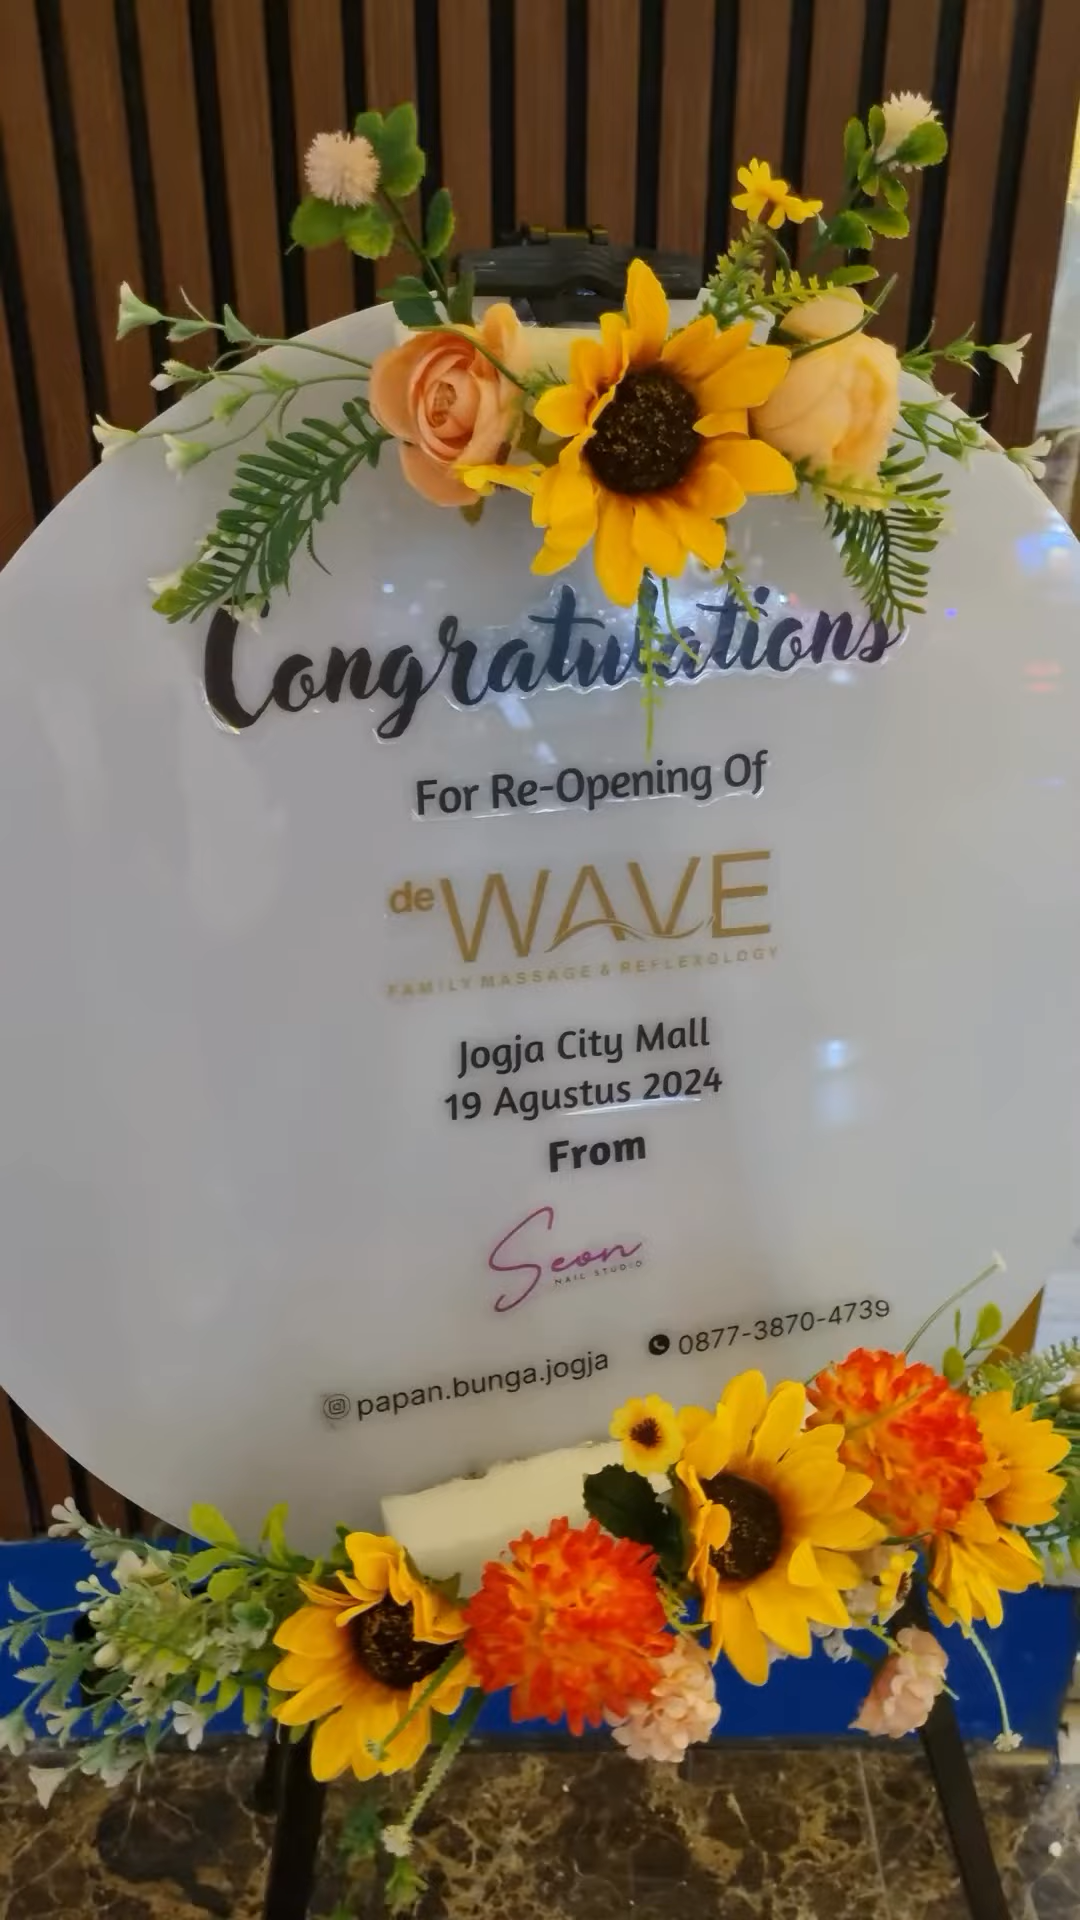 Congratulations
For Re-Opening Of
de WAVE
FAMILY MASSAGE & REFLEXOLOGY
Jogja City Mall
19 Agustus 2024
From
Seon
NAIL STUDIO
papan.bunga.jogja 0877-3870-4739